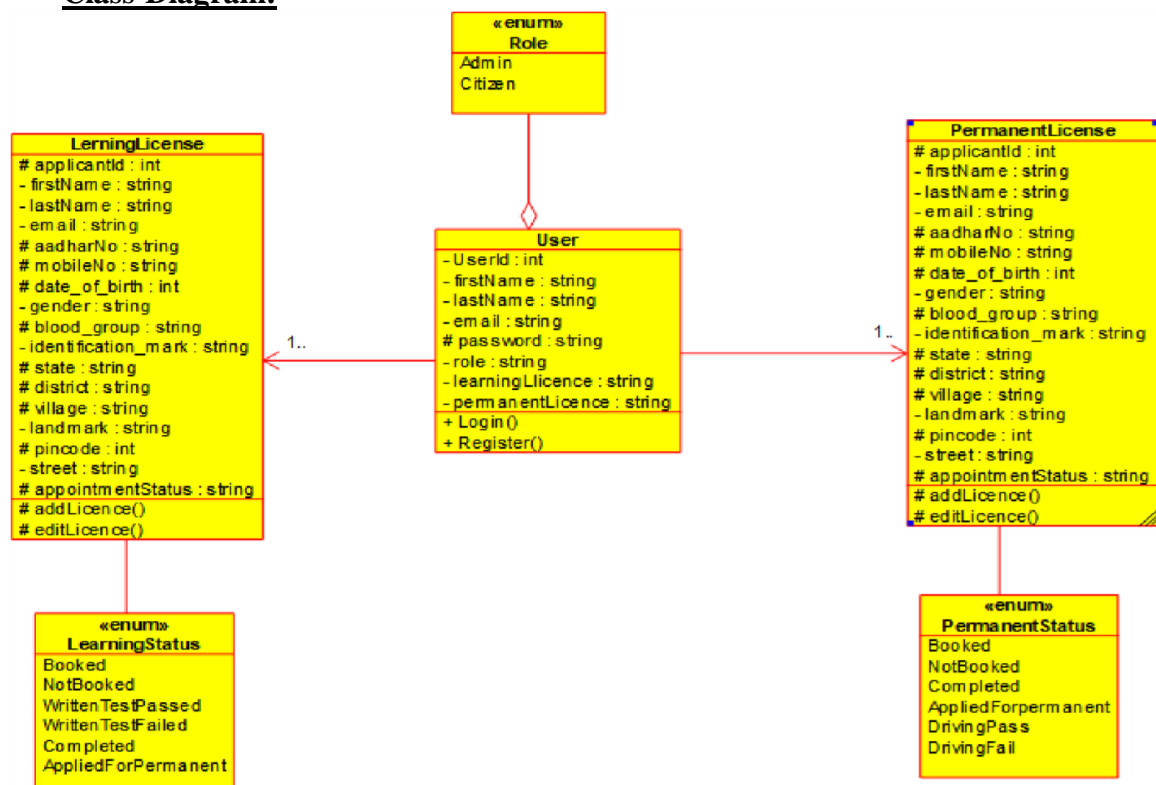 Class Diagram:
«enum»
Role
Admin
Citizen
LerningLicense
# applicantId : int
- firstName : string
- lastName : string
- email : string
# aadharNo : string
# mobileNo : string
# date_of_birth : int
- gender : string
# blood_group : string
- identification_mark : string
# state : string
# district : string
# village : string
- landmark : string
# pincode : int
- street : string
# appointmentStatus : string
# addLicence()
# editLicence()
1..
User
- UserId : int
- firstName : string
- lastName : string
- email : string
# password : string
- role : string
- learningLlicence : string
- permanentLicence : string
+ Login()
+ Register()
1..
PermanentLicense
# applicantId : int
- firstName : string
- lastName : string
- email : string
# aadharNo : string
# mobileNo : string
# date_of_birth : int
- gender : string
# blood_group : string
- identification_mark : string
# state : string
# district : string
# village : string
- landmark : string
# pincode : int
- street : string
# appointmentStatus : string
# addLicence()
# editLicence()
«enum»
LearningStatus
Booked
NotBooked
WrittenTestPassed
WrittenTestFailed
Completed
AppliedForPermanent
«enum»
PermanentStatus
Booked
NotBooked
Completed
AppliedForpermanent
DrivingPass
DrivingFail